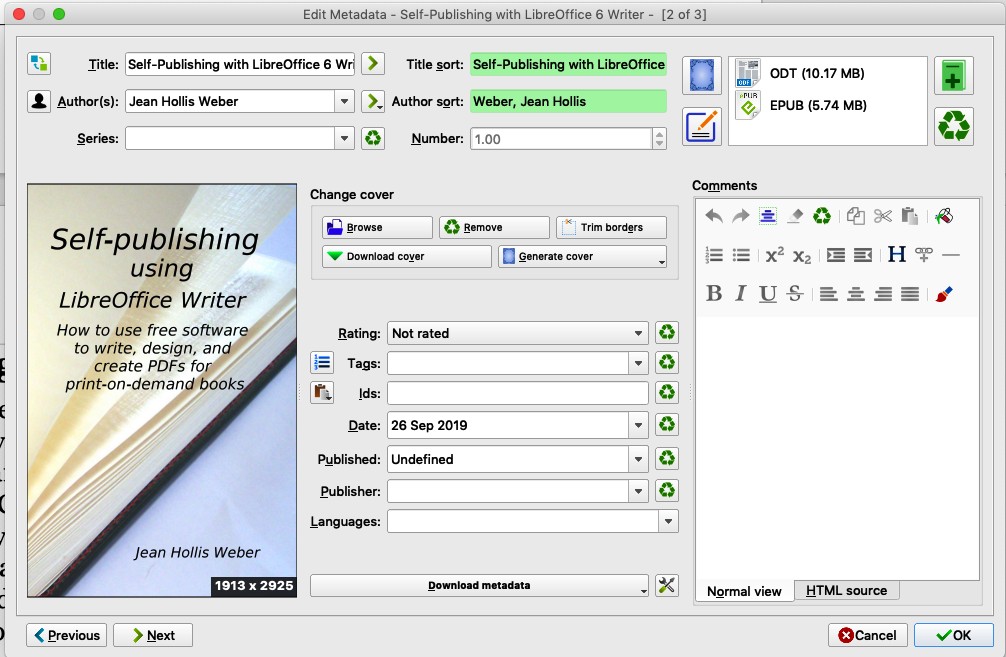 Edit Metadata - Self-Publishing with LibreOffice 6 Writer - [2 of 3]
Title: Self-Publishing with LibreOffice 6 Wri Title sort: Self-Publishing with LibreOffice
Author(s): Jean Hollis Weber Author sort: Weber, Jean Hollis
Series: Number: 1.00
ODT (10.17 MB)
EPUB (5.74 MB)
Self-publishing
using
LibreOffice Writer
How to use free software
to write, design, and
create PDFs for
print-on-demand books
Jean Hollis Weber
1913 x 2925
Change cover
Browse Remove Trim borders
Download cover Generate cover
Rating: Not rated
Tags:
Ids:
Date: 26 Sep 2019
Published: Undefined
Publisher:
Languages:
Download metadata
Comments
X² X₂ H
B I U S
Normal view HTML source
Previous Next Cancel OK